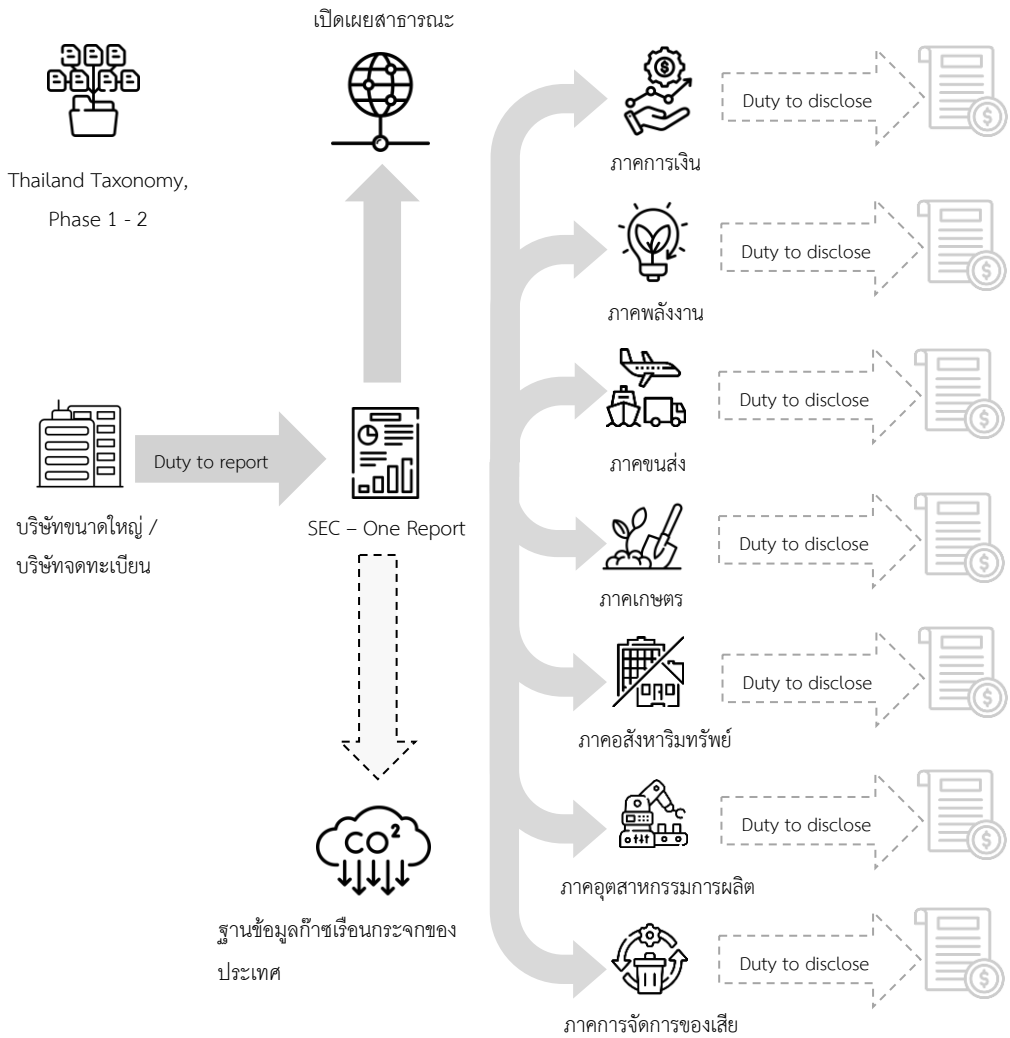 เปิดเผยสาธารณะ
Thailand Taxonomy,
Phase 1 - 2
Duty to report
บริษัทขนาดใหญ่ /
บริษัทจดทะเบียน
SEC – One Report
CO²
ฐานข้อมูลก๊าซเรือนกระจกของ
ประเทศ
ภาคการเงิน
Duty to disclose
ภาคพลังงาน
Duty to disclose
ภาคขนส่ง
Duty to disclose
ภาคเกษตร
Duty to disclose
ภาคอสังหาริมทรัพย์
Duty to disclose
ภาคอุตสาหกรรมการผลิต
Duty to disclose
ภาคการจัดการของเสีย
Duty to disclose